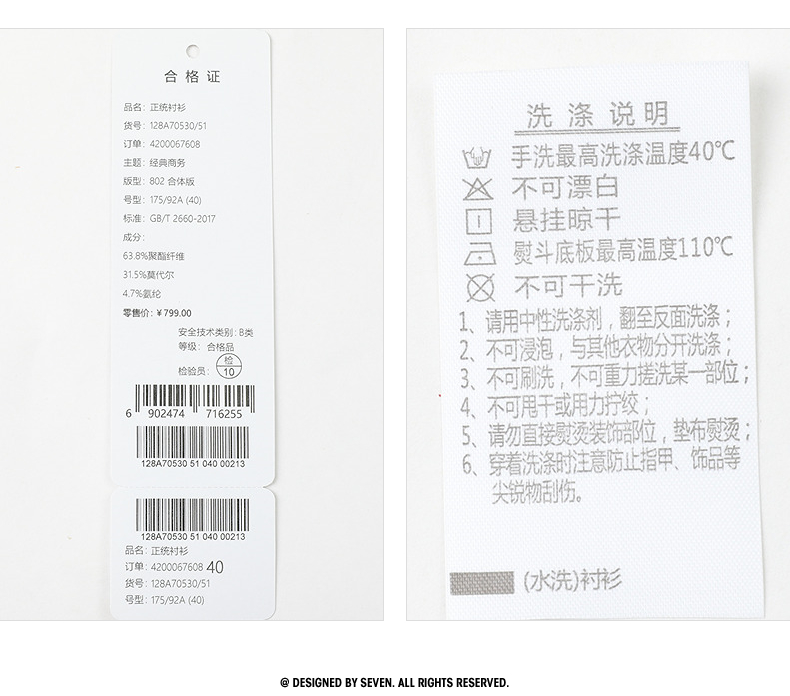 合格证
品名：正统衬衫
货号：128A70530/51
订单：4200067608
主题：经典商务
版型：802 合体版
号型：175/92A (40)
标准：GB/T 2660-2017
成分：
63.8%聚酯纤维
31.5%莫代尔
4.7%氨纶
零售价：￥799.00
安全技术类别：B类
等级：合格品
检验员：检 10
6 902474 716255
128A70530 51 040 00213
128A70530 51 040 00213
品名：正统衬衫
订单：4200067608 40
货号：128A70530/51
号型：175/92A (40)
洗涤说明
手洗最高洗涤温度40℃
不可漂白
悬挂晾干
熨斗底板最高温度110℃
不可干洗
1、请用中性洗涤剂，翻至反面洗涤；
2、不可浸泡，与其他衣物分开洗涤；
3、不可刷洗，不可重力搓洗某一部位；
4、不可甩干或用力拧绞；
5、请勿直接熨烫装饰部位，垫布熨烫；
6、穿着洗涤时注意防止指甲、饰品等
尖锐物刮伤。
(水洗)衬衫
@ DESIGNED BY SEVEN. ALL RIGHTS RESERVED.